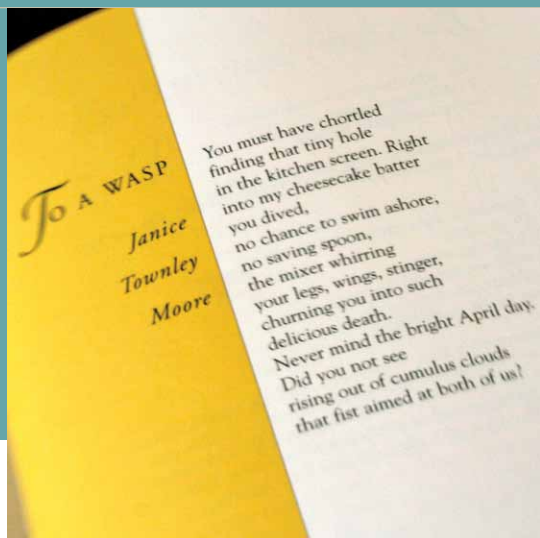 To A WASP
Janice
Townley
Moore
You must have chortled
finding that tiny hole
in the kitchen screen. Right
into my cheesecake batter
you dived,
no chance to swim ashore,
no saving spoon,
the mixer whirring
your legs, wings, stinger,
churning you into such
delicious death.
Never mind the bright April day.
Did you not see
rising out of cumulus clouds
that fist aimed at both of us?